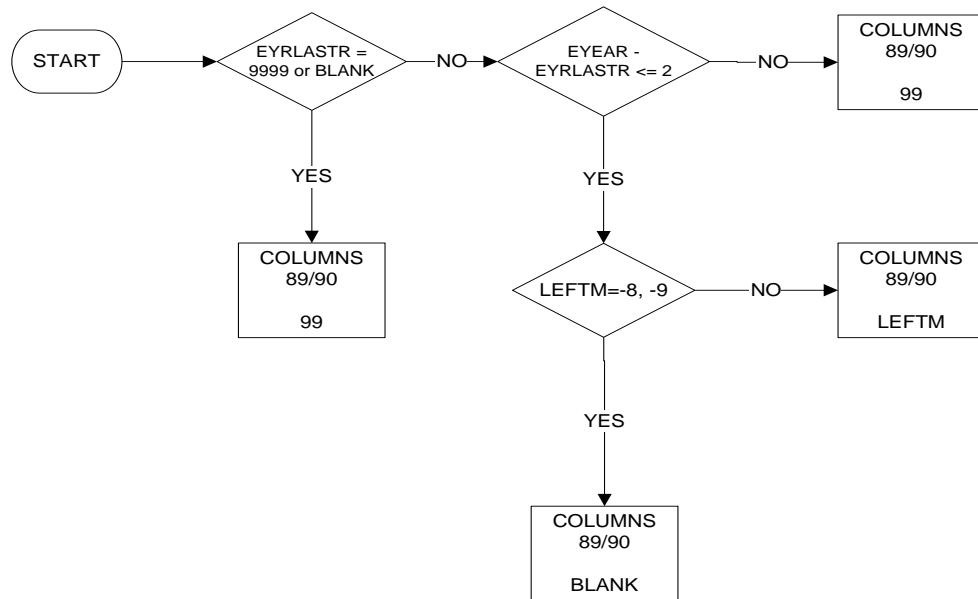 START
EYRLASTR =
9999 or BLANK
NO
EYEAR -
EYRLASTR <= 2
NO
COLUMNS
89/90
99
YES
YES
COLUMNS
89/90
99
LEFTM=-8, -9
NO
COLUMNS
89/90
LEFTM
YES
COLUMNS
89/90
BLANK